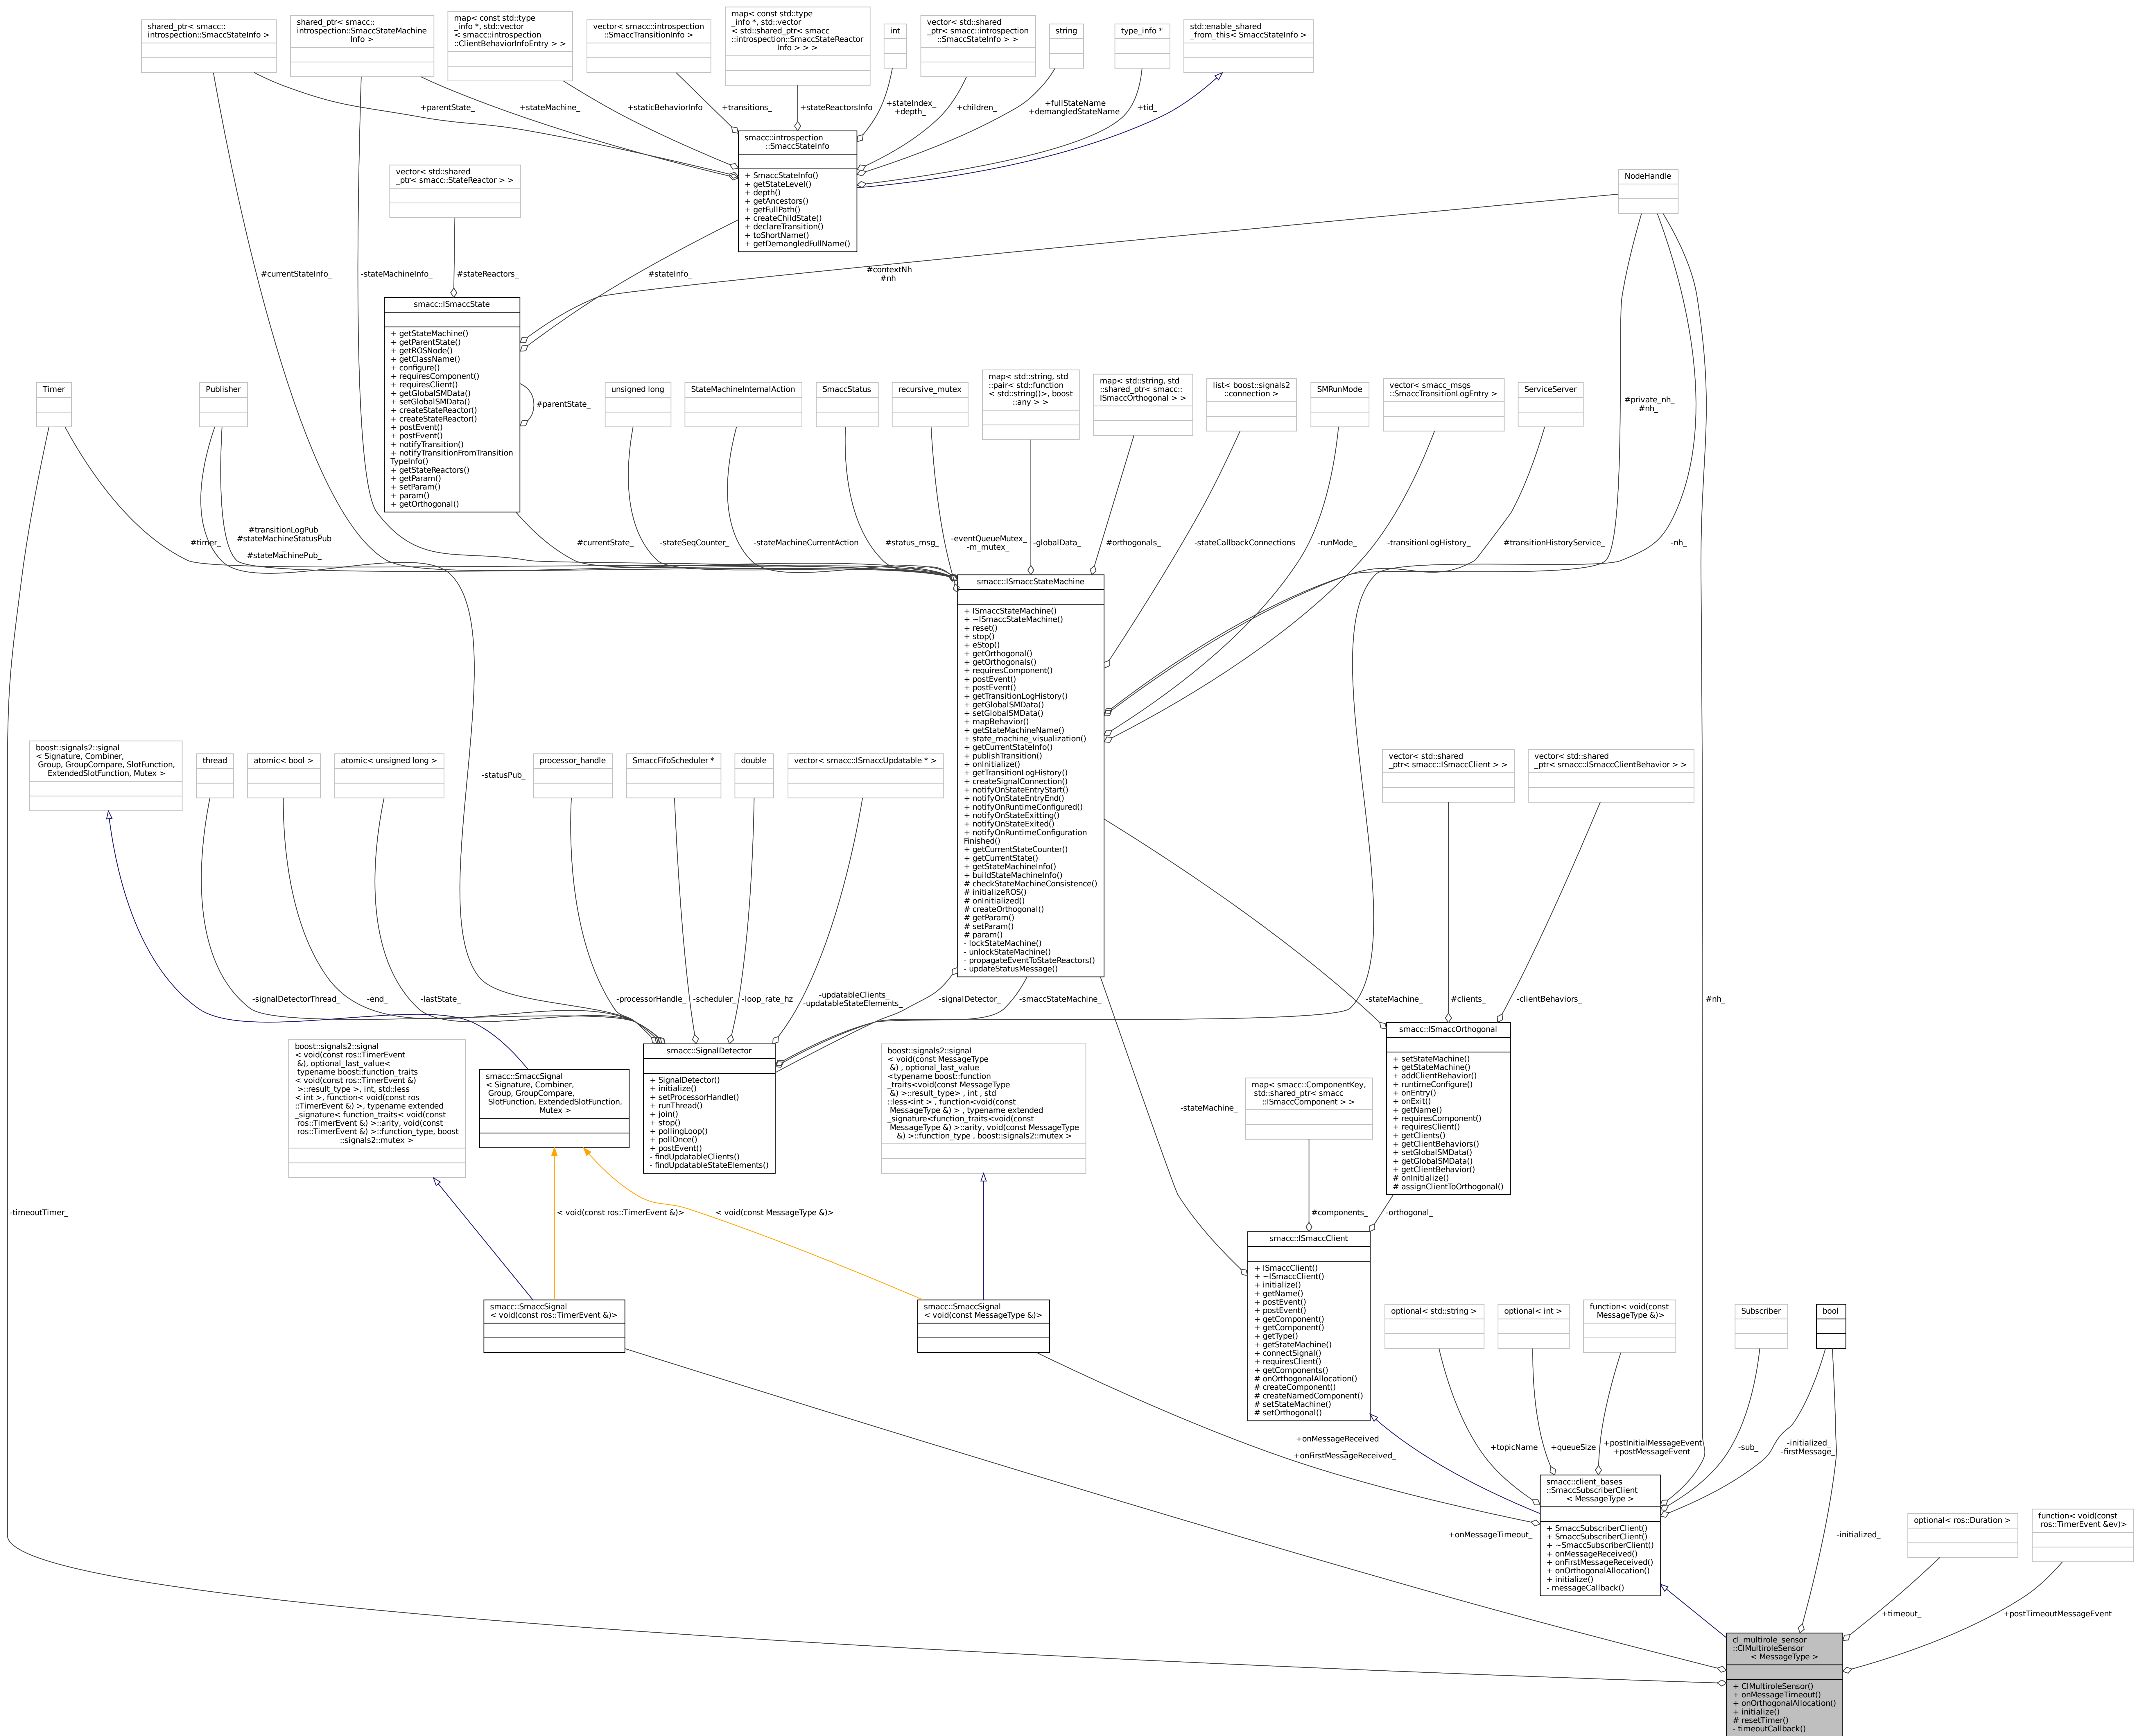 shared_ptr< smacc::
introspection::SmaccStateInfo >
shared_ptr< smacc::
introspection::SmaccStateMachine
Info >
map< const std::type
_info *, std::vector
< smacc::introspection
::ClientBehaviorInfoEntry > >
vector< smacc::introspection
::SmaccTransitionInfo >
map< const std::type
_info *, std::vector
< std::shared_ptr< smacc
::introspection::SmaccStateReactor
Info > > >
int
vector< std::shared
_ptr< smacc::introspection
::SmaccStateInfo > >
string
type_info *
std::enable_shared
_from_this< SmaccStateInfo >
+parentState_
+stateMachine_
+staticBehaviorInfo
+transitions_
+stateReactorsInfo
+stateIndex_
+depth_
+children_
+fullStateName
+demangledStateName
+tid_
smacc::introspection
::SmaccStateInfo
+ SmaccStateInfo()
+ getStateLevel()
+ depth()
+ getAncestors()
+ getFullPath()
+ createChildState()
+ declareTransition()
+ toShortName()
+ getDemangledFullName()
vector< std::shared
_ptr< smacc::StateReactor > >
NodeHandle
#currentStateInfo_
-stateMachineInfo_
#stateReactors_
#stateInfo_
#contextNh
#nh
smacc::ISmaccState
+ getStateMachine()
+ getParentState()
+ getROSNode()
+ getClassName()
+ configure()
+ requiresComponent()
+ requiresClient()
+ getGlobalSMData()
+ setGlobalSMData()
+ createStateReactor()
+ createStateReactor()
+ postEvent()
+ postEvent()
+ notifyTransition()
+ notifyTransitionFromTransition
TypeInfo()
+ getStateReactors()
+ getParam()
+ setParam()
+ param()
+ getOrthogonal()
#parentState_
Timer
Publisher
unsigned long
StateMachineInternalAction
SmaccStatus
recursive_mutex
map< std::string, std
::pair< std::function
< std::string()>, boost
::any > >
map< std::string, std
::shared_ptr< smacc::
ISmaccOrthogonal > >
list< boost::signals2
::connection >
SMRunMode
vector< smacc_msgs
::SmaccTransitionLogEntry >
ServiceServer
#private_nh_
#nh_
#timer_
#transitionLogPub_
#stateMachineStatusPub
_
#stateMachinePub_
#currentState_
-stateSeqCounter_
-stateMachineCurrentAction
#status_msg_
-eventQueueMutex_
-m_mutex_
-globalData_
#orthogonals_
-stateCallbackConnections
-runMode_
-transitionLogHistory_
#transitionHistoryService_
-nh_
smacc::ISmaccStateMachine
+ ISmaccStateMachine()
+ ~ISmaccStateMachine()
+ reset()
+ stop()
+ eStop()
+ getOrthogonal()
+ getOrthogonals()
+ requiresComponent()
+ postEvent()
+ postEvent()
+ getTransitionLogHistory()
+ getGlobalSMData()
+ setGlobalSMData()
+ mapBehavior()
+ getStateMachineName()
+ state_machine_visualization()
+ getCurrentStateInfo()
+ publishTransition()
+ onInitialize()
+ getTransitionLogHistory()
+ createSignalConnection()
+ notifyOnStateEntryStart()
+ notifyOnStateEntryEnd()
+ notifyOnRuntimeConfigured()
+ notifyOnStateExitting()
+ notifyOnStateExited()
+ notifyOnRuntimeConfiguration
Finished()
+ getCurrentStateCounter()
+ getCurrentState()
+ getStateMachineInfo()
+ buildStateMachineInfo()
# checkStateMachineConsistence()
# initializeROS()
# onInitialized()
# createOrthogonal()
# getParam()
# setParam()
# param()
- lockStateMachine()
- unlockStateMachine()
- propagateEventToStateReactors()
- updateStatusMessage()
boost::signals2::signal
< Signature, Combiner,
Group, GroupCompare, SlotFunction,
ExtendedSlotFunction, Mutex >
thread
atomic< bool >
atomic< unsigned long >
-statusPub_
processor_handle
SmaccFifoScheduler *
double
vector< smacc::ISmaccUpdatable * >
vector< std::shared
_ptr< smacc::ISmaccClient > >
vector< std::shared
_ptr< smacc::ISmaccClientBehavior > >
-signalDetectorThread_
-end_
-lastState_
-processorHandle_
-scheduler_
-loop_rate_hz
-updatableClients_
-updatableStateElements_
-signalDetector_
-smaccStateMachine_
-stateMachine_
#clients_
-clientBehaviors_
#nh_
boost::signals2::signal
< void(const ros::TimerEvent
&), optional_last_value<
typename boost::function_traits
< void(const ros::TimerEvent &)
>::result_type >, int, std::less
< int >, function< void(const ros
::TimerEvent &) >, typename extended
_signature< function_traits< void(const
ros::TimerEvent &) >::arity, void(const
ros::TimerEvent &) >::function_type, boost
::signals2::mutex >
smacc::SmaccSignal
< Signature, Combiner,
Group, GroupCompare,
SlotFunction, ExtendedSlotFunction,
Mutex >
smacc::SignalDetector
+ SignalDetector()
+ initialize()
+ setProcessorHandle()
+ runThread()
+ join()
+ stop()
+ pollingLoop()
+ pollOnce()
+ postEvent()
- findUpdatableClients()
- findUpdatableStateElements()
boost::signals2::signal
< void(const MessageType
&) , optional_last_value
<typename boost::function
_traits<void(const MessageType
&) >::result_type> , int , std
::less<int > , function<void(const
MessageType &) > , typename extended
_signature<function_traits<void(const
MessageType &) >::arity, void(const MessageType
&) >::function_type , boost::signals2::mutex >
smacc::ISmaccOrthogonal
+ setStateMachine()
+ getStateMachine()
+ addClientBehavior()
+ runtimeConfigure()
+ onEntry()
+ onExit()
+ getName()
+ requiresComponent()
+ requiresClient()
+ getClients()
+ getClientBehaviors()
+ setGlobalSMData()
+ getGlobalSMData()
+ getClientBehavior()
# onInitialize()
# assignClientToOrthogonal()
map< smacc::ComponentKey,
std::shared_ptr< smacc
::ISmaccComponent > >
-stateMachine_
-timeoutTimer_
< void(const ros::TimerEvent &)>
< void(const MessageType &)>
#components_
-orthogonal_
smacc::ISmaccClient
+ ISmaccClient()
+ ~ISmaccClient()
+ initialize()
+ getName()
+ postEvent()
+ postEvent()
+ getComponent()
+ getComponent()
+ getType()
+ getStateMachine()
+ connectSignal()
+ requiresClient()
+ getComponents()
# onOrthogonalAllocation()
# createComponent()
# createNamedComponent()
# setStateMachine()
# setOrthogonal()
smacc::SmaccSignal
< void(const ros::TimerEvent &)>
smacc::SmaccSignal
< void(const MessageType &)>
optional< std::string >
optional< int >
function< void(const
MessageType &)>
Subscriber
bool
+onMessageReceived
_
+onFirstMessageReceived_
+topicName
+queueSize
+postInitialMessageEvent
+postMessageEvent
-sub_
-initialized_
-firstMessage_
smacc::client_bases
::SmaccSubscriberClient
< MessageType >
+ SmaccSubscriberClient()
+ SmaccSubscriberClient()
+ ~SmaccSubscriberClient()
+ onMessageReceived()
+ onFirstMessageReceived()
+ onOrthogonalAllocation()
+ initialize()
- messageCallback()
optional< ros::Duration >
function< void(const
ros::TimerEvent &ev)>
+onMessageTimeout_
-initialized_
+timeout_
+postTimeoutMessageEvent
cl_multirole_sensor
::ClMultiroleSensor
< MessageType >
+ ClMultiroleSensor()
+ onMessageTimeout()
+ onOrthogonalAllocation()
+ initialize()
# resetTimer()
- timeoutCallback()